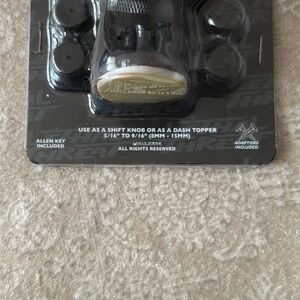 USE AS A SHIFT KNOB OR AS A DASH TOPPER
5/16" TO 9/16" (8MM - 15MM)
ALL RIGHTS RESERVED
ALLEN KEY
INCLUDED
ADAPTORS
INCLUDED